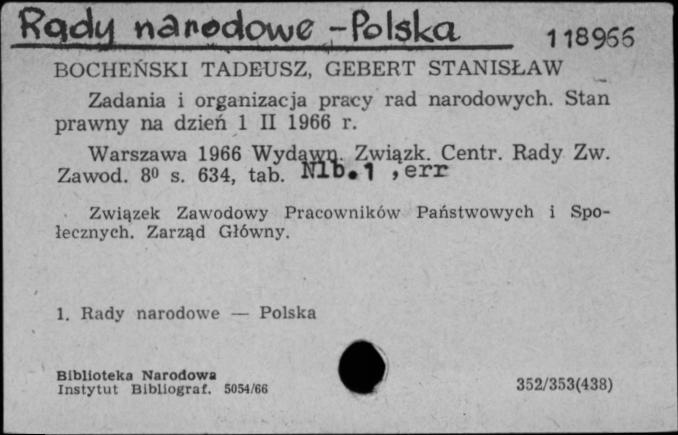 Rady narodowe - Polska
118966
BOCHEŃSKI TADEUSZ, GEBERT STANISŁAW
Zadania i organizacja pracy rad narodowych. Stan
prawny na dzień 1 II 1966 r.
Warszawa 1966 Wydawn. Związk. Centr. Rady Zw.
Zawod. 8⁰ s. 634, tab. Nlb.1 ,err
Związek Zawodowy Pracowników Państwowych i Spo-
łecznych. Zarząd Główny.
1. Rady narodowe — Polska
Biblioteka Narodowa
Instytut Bibliograf. 5054/66
352/353(438)